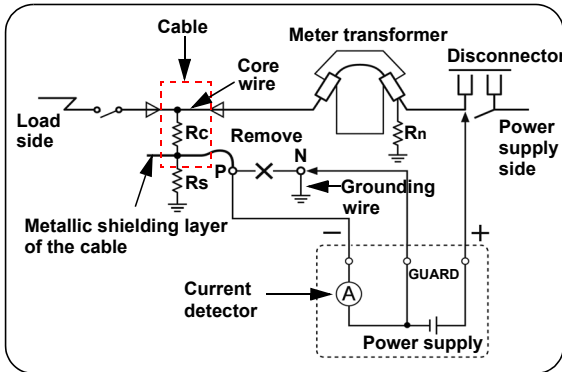 Cable
Meter transformer
Disconnector
Core
wire
Load
side
Rc
Remove
Rn
Power
supply
side
P
N
Rs
Grounding
wire
Metallic shielding layer
of the cable
−
+
GUARD
Current
detector
A
Power supply